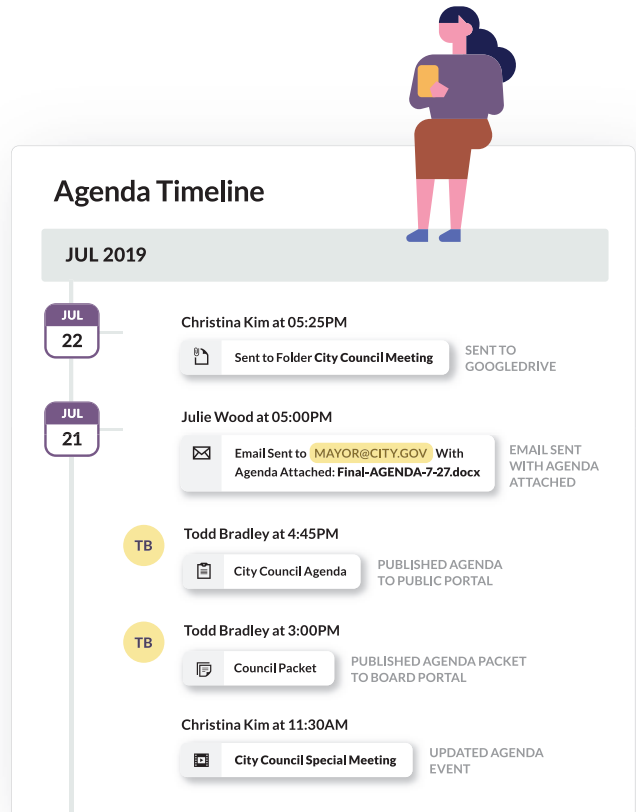 Agenda Timeline
JUL 2019
JUL
22
Christina Kim at 05:25PM
Sent to Folder City Council Meeting
SENT TO
GOOGLEDRIVE
JUL
21
Julie Wood at 05:00PM
Email Sent to MAYOR@CITY.GOV With
Agenda Attached: Final-AGENDA-7-27.docx
EMAIL SENT
WITH AGENDA
ATTACHED
TB
Todd Bradley at 4:45PM
City Council Agenda
PUBLISHED AGENDA
TO PUBLIC PORTAL
TB
Todd Bradley at 3:00PM
Council Packet
PUBLISHED AGENDA PACKET
TO BOARD PORTAL
Christina Kim at 11:30AM
City Council Special Meeting
UPDATED AGENDA
EVENT